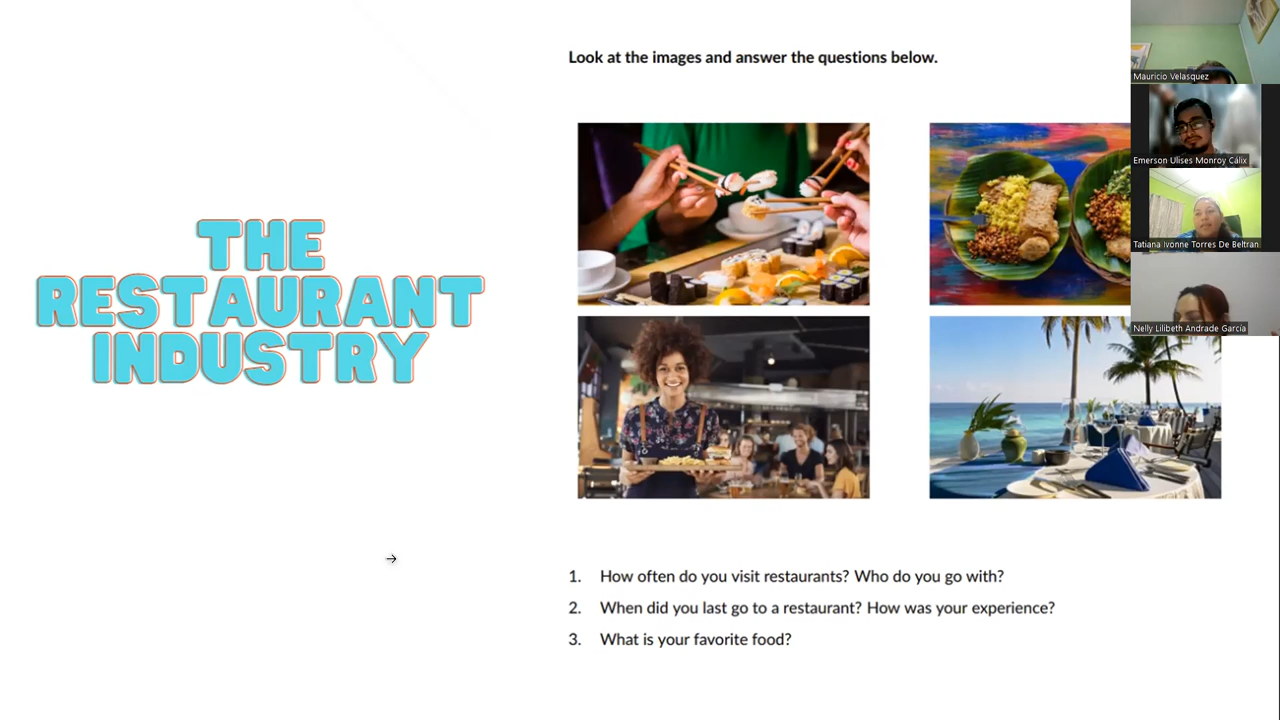 THE
RESTAURANT
INDUSTRY
Look at the images and answer the questions below.
1. How often do you visit restaurants? Who do you go with?
2. When did you last go to a restaurant? How was your experience?
3. What is your favorite food?
Mauricio Velasquez
Emerson Ulises Monroy Cálix
Tatiana Ivonne Torres De Beltran
Nelly Lilibeth Andrade García